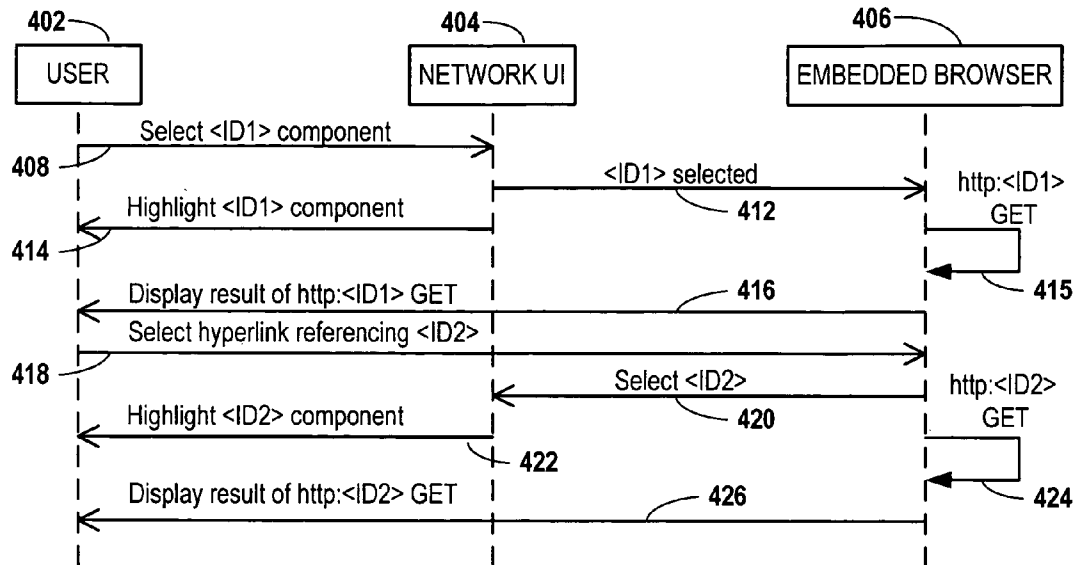 402
404
406
USER
NETWORK UI
EMBEDDED BROWSER
Select <ID1> component
408
<ID1> selected
412
http:<ID1>
GET
Highlight <ID1> component
414
415
Display result of http:<ID1> GET
416
Select hyperlink referencing <ID2>
418
Select <ID2>
420
http:<ID2>
GET
Highlight <ID2> component
422
424
Display result of http:<ID2> GET
426